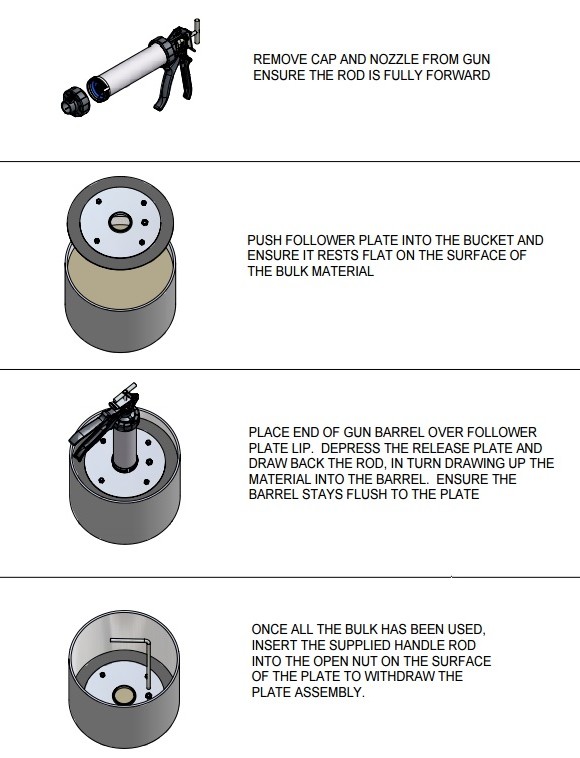 REMOVE CAP AND NOZZLE FROM GUN
ENSURE THE ROD IS FULLY FORWARD
PUSH FOLLOWER PLATE INTO THE BUCKET AND
ENSURE IT RESTS FLAT ON THE SURFACE OF
THE BULK MATERIAL
PLACE END OF GUN BARREL OVER FOLLOWER
PLATE LIP. DEPRESS THE RELEASE PLATE AND
DRAW BACK THE ROD, IN TURN DRAWING UP THE
MATERIAL INTO THE BARREL. ENSURE THE
BARREL STAYS FLUSH TO THE PLATE
ONCE ALL THE BULK HAS BEEN USED,
INSERT THE SUPPLIED HANDLE ROD
INTO THE OPEN NUT ON THE SURFACE
OF THE PLATE TO WITHDRAW THE
PLATE ASSEMBLY.